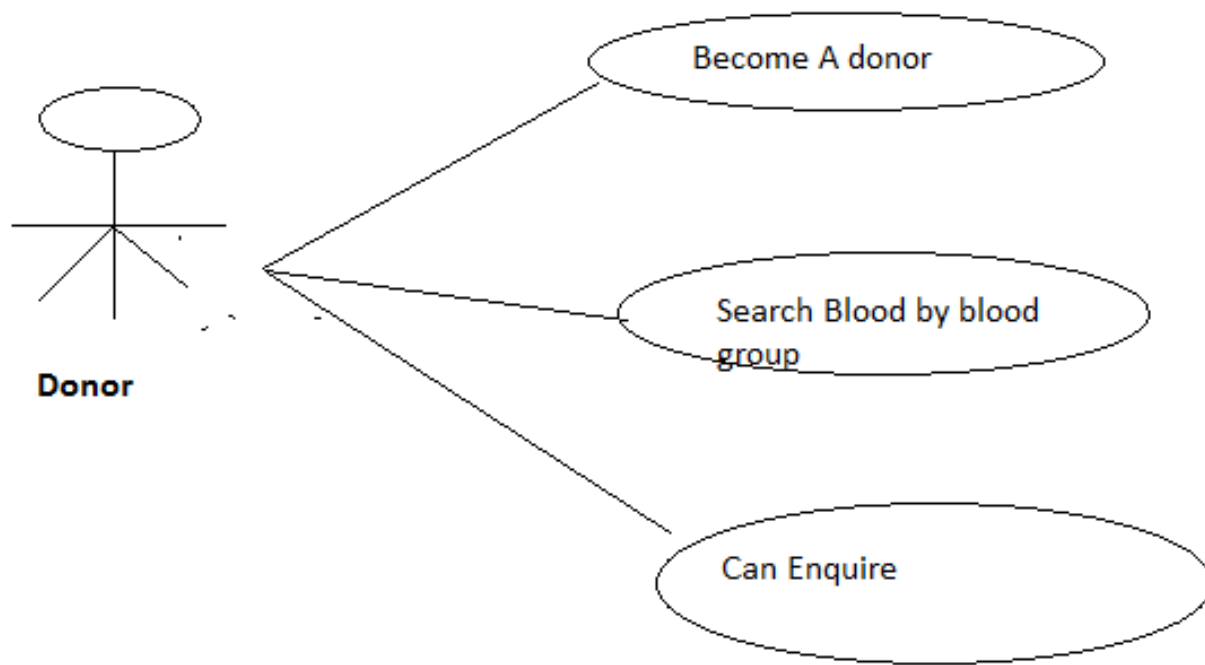 Become A donor
Search Blood by blood
group
Donor
Can Enquire